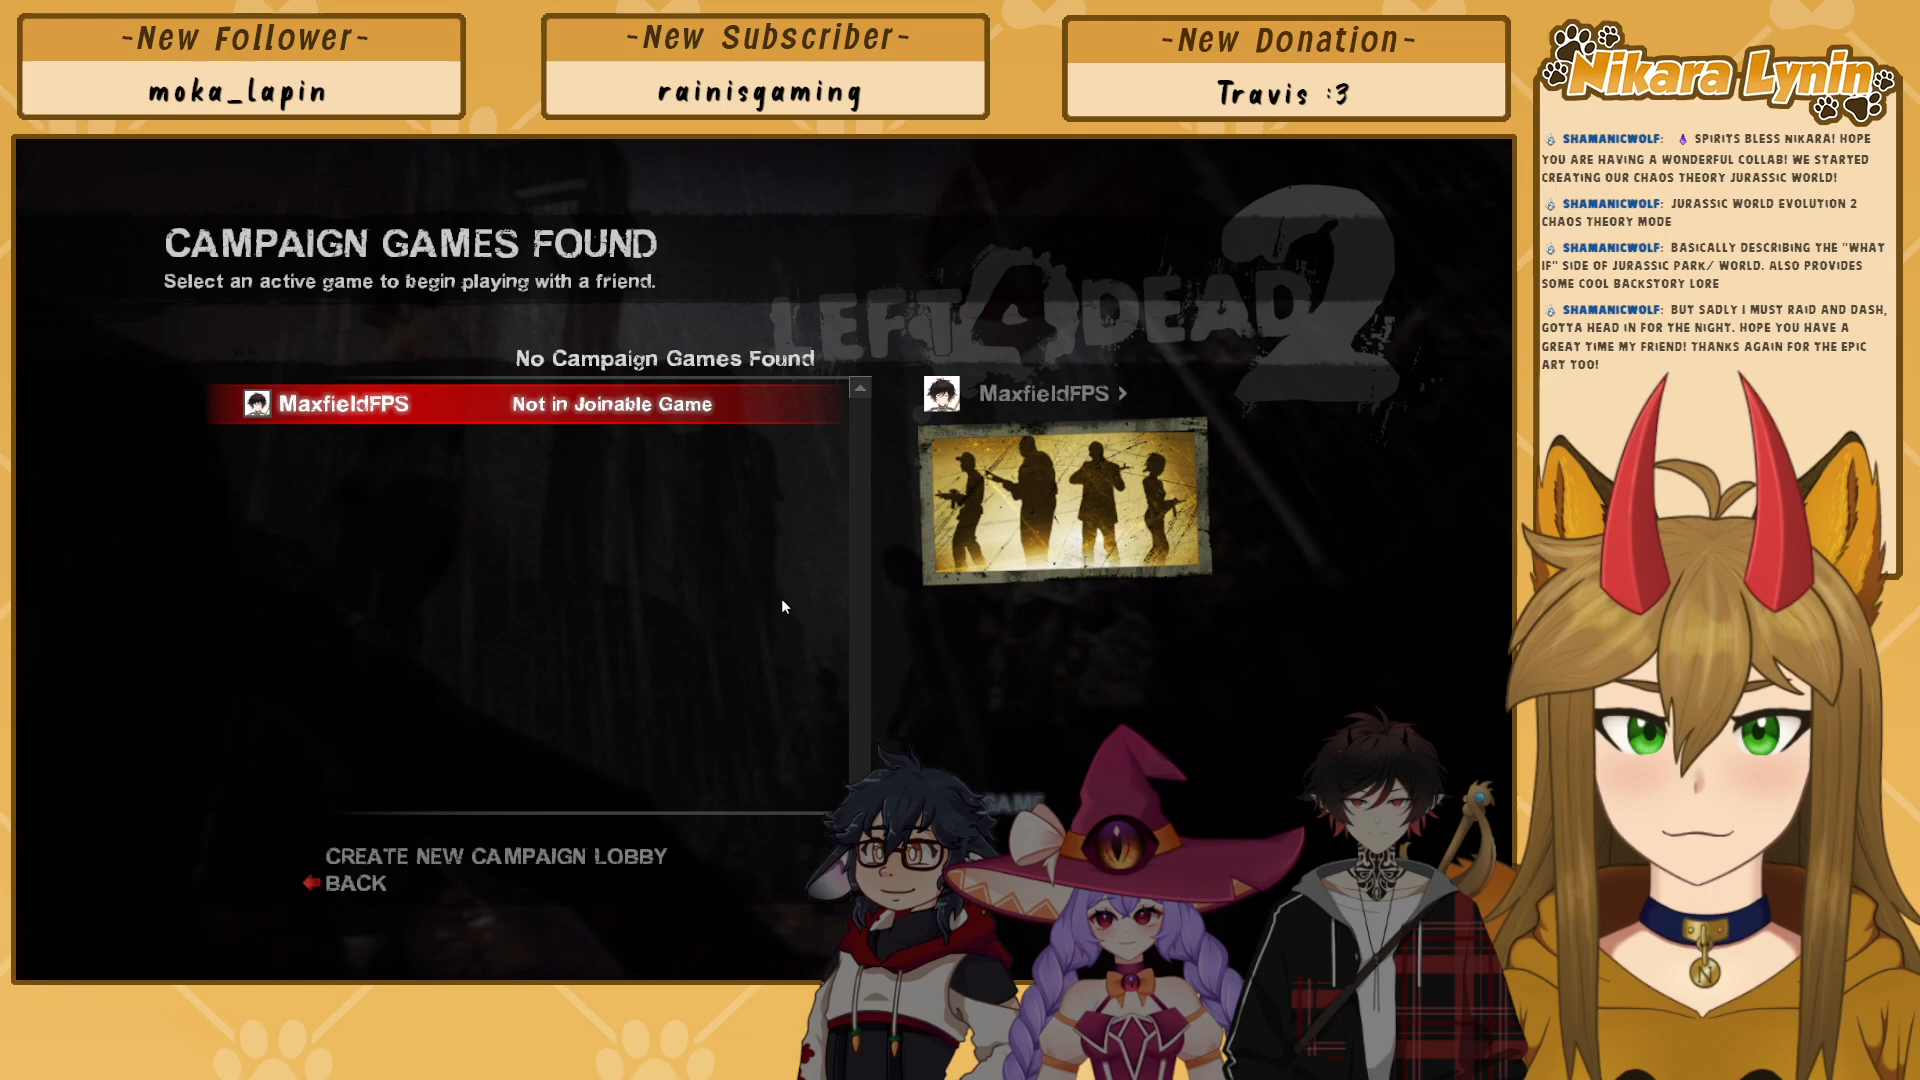 -New Follower-
moka_lapin
-New Subscriber-
rainisgaming
-New Donation-
Travis :3
Nikara Lynin
SHAMANICWOLF: SPIRITS BLESS NIKARA! HOPE
YOU ARE HAVING A WONDERFUL COLLAB! WE STARTED
CREATING OUR CHAOS THEORY JURASSIC WORLD!
SHAMANICWOLF: JURASSIC WORLD EVOLUTION 2
CHAOS THEORY MODE
SHAMANICWOLF: BASICALLY DESCRIBING THE "WHAT
IF" SIDE OF JURASSIC PARK/ WORLD. ALSO PROVIDES
SOME COOL BACKSTORY LORE
SHAMANICWOLF: BUT SADLY I MUST RAID AND DASH,
GOTTA HEAD IN FOR THE NIGHT. HOPE YOU HAVE A
GREAT TIME MY FRIEND! THANKS AGAIN FOR THE EPIC
ART TOO!
CAMPAIGN GAMES FOUND
Select an active game to begin playing with a friend.
LEFT 4 DEAD 2
No Campaign Games Found
MaxfieldFPS Not in Joinable Game
MaxfieldFPS >
GAME
CREATE NEW CAMPAIGN LOBBY
BACK
N